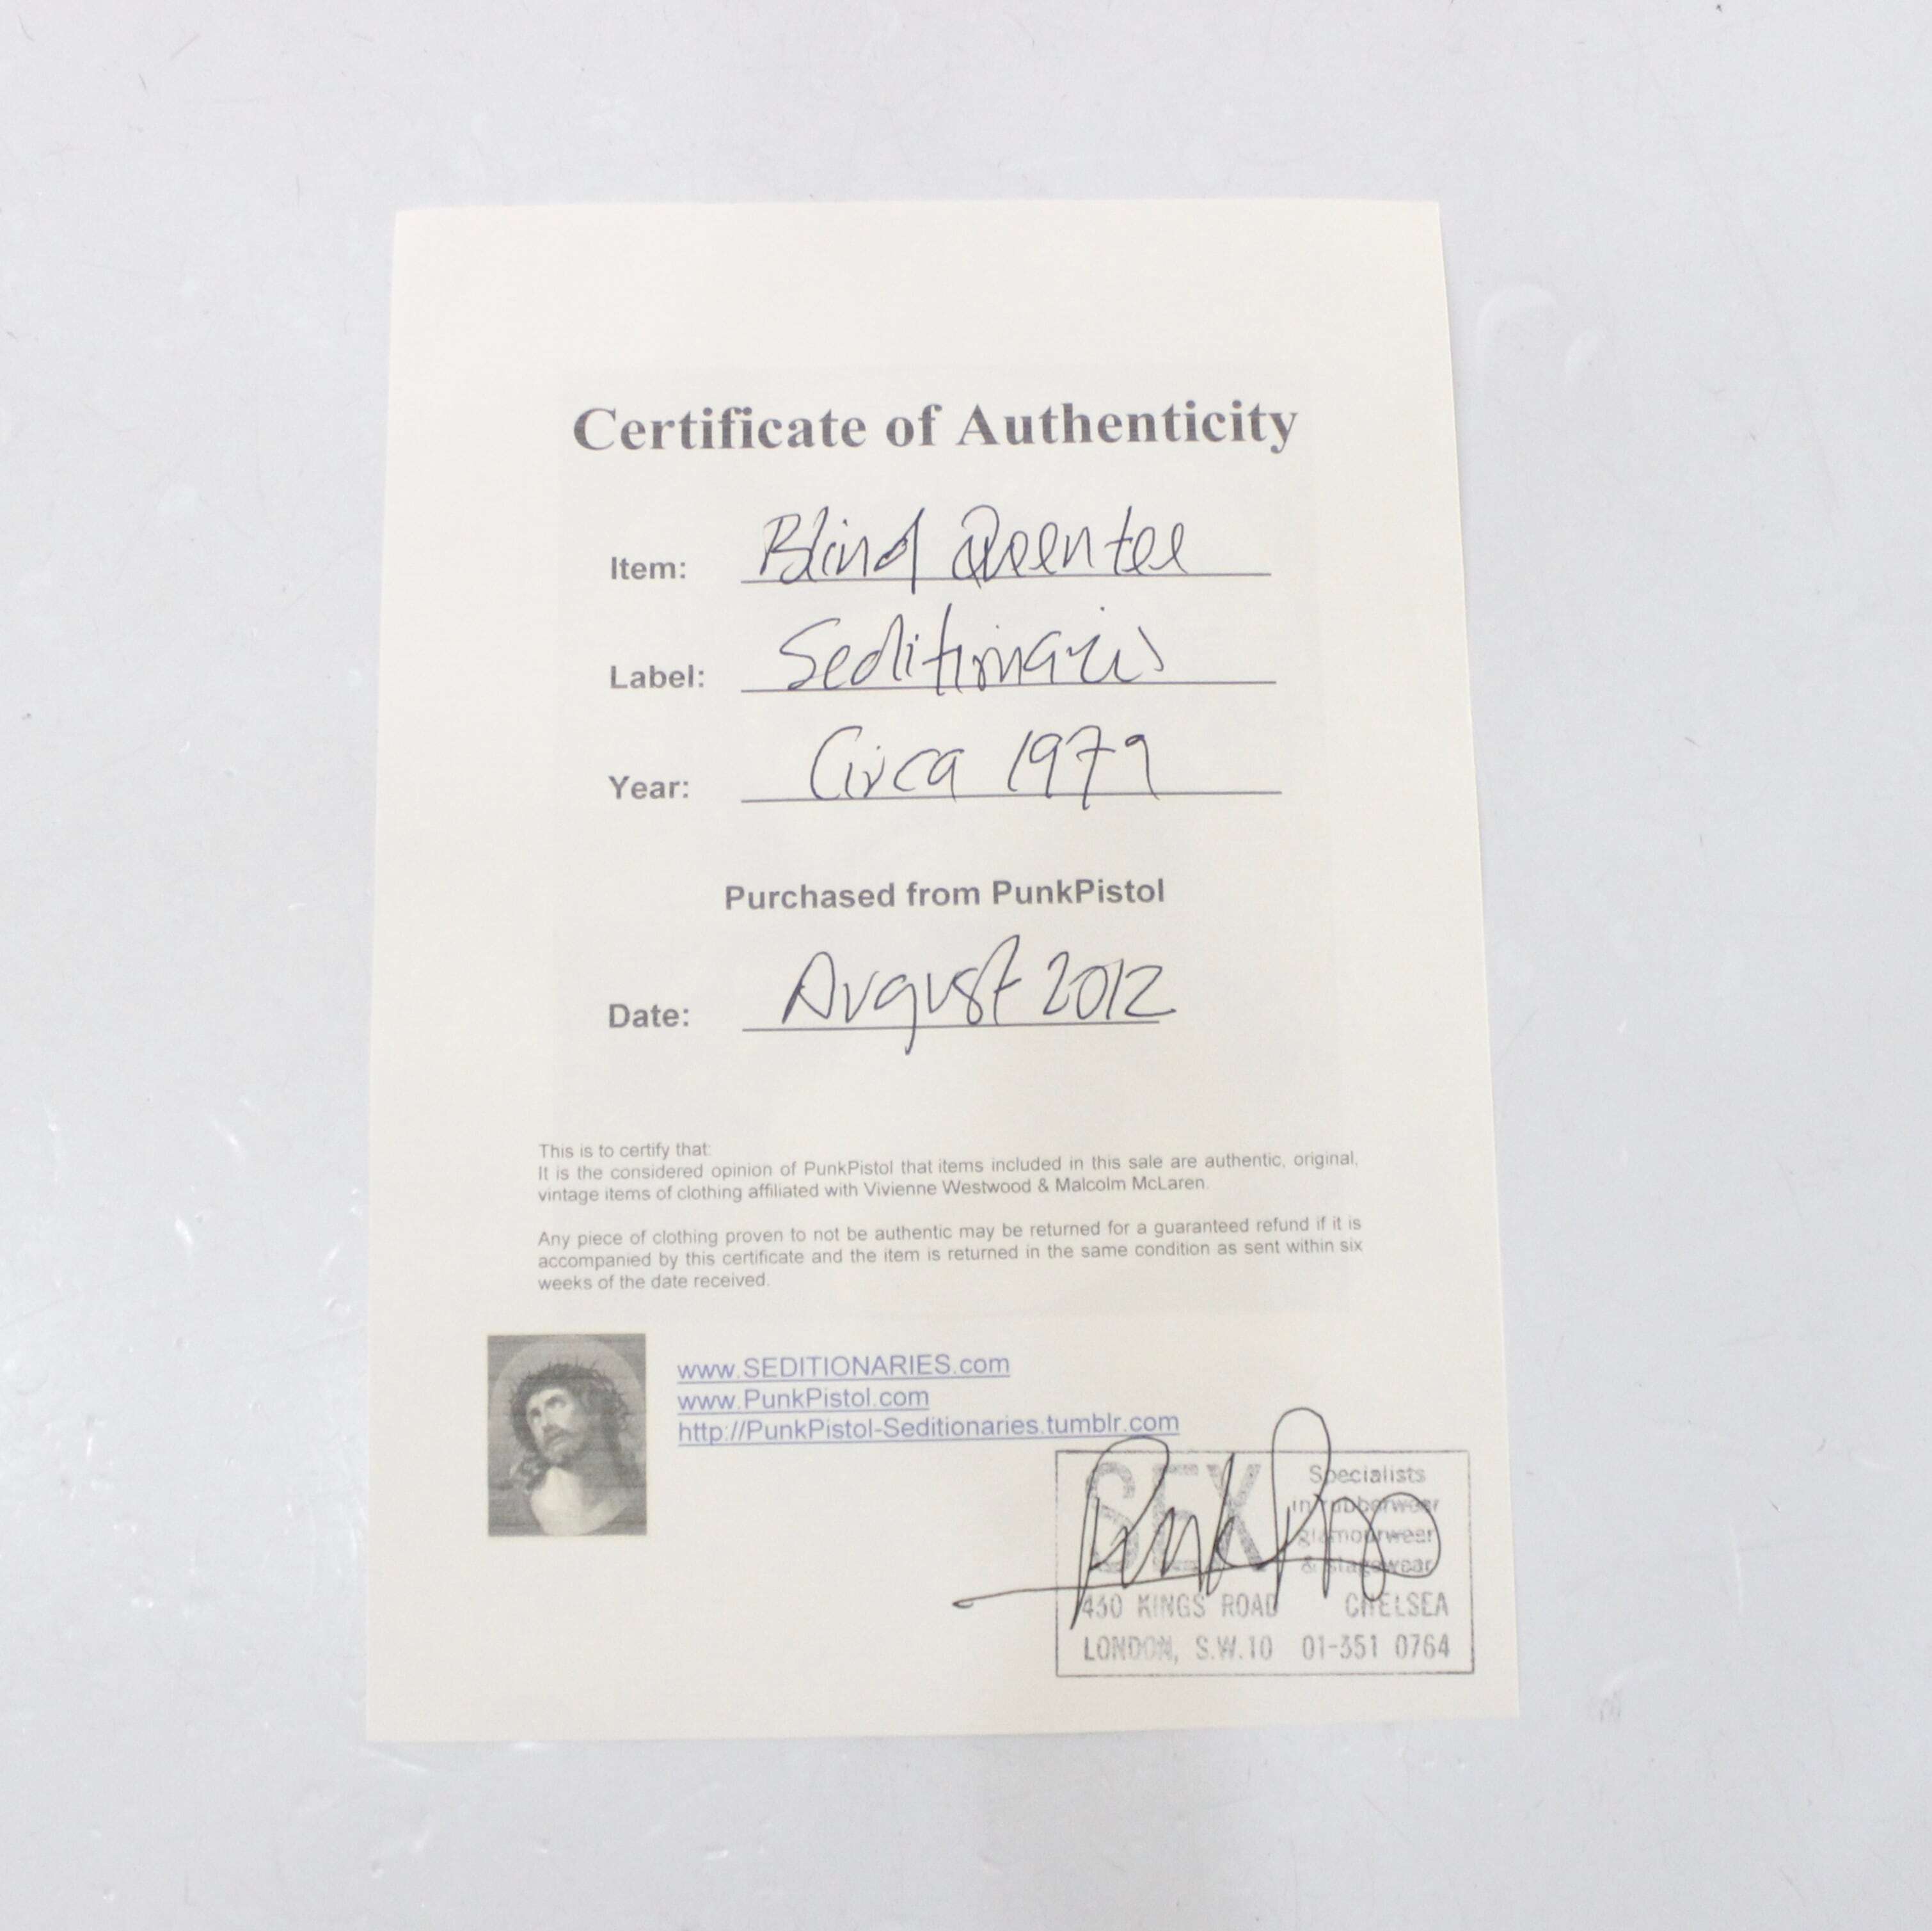 Certificate of Authenticity
Item: Blind Queen tee
Label: Seditionaries
Year: Circa 1979
Purchased from PunkPistol
Date: August 2012
This is to certify that:
It is the considered opinion of PunkPistol that items included in this sale are authentic, original,
vintage items of clothing affiliated with Vivienne Westwood & Malcolm McLaren.
Any piece of clothing proven to not be authentic may be returned for a guaranteed refund if it is
accompanied by this certificate and the item is returned in the same condition as sent within six
weeks of the date received.
www.SEDITIONARIES.com
www.PunkPistol.com
http://PunkPistol-Seditionaries.tumblr.com
SEX
Specialists
in rubberwear
glamourwear
& stagewear
430 KINGS ROAD CHELSEA
LONDON, S.W.10 01-351 0764